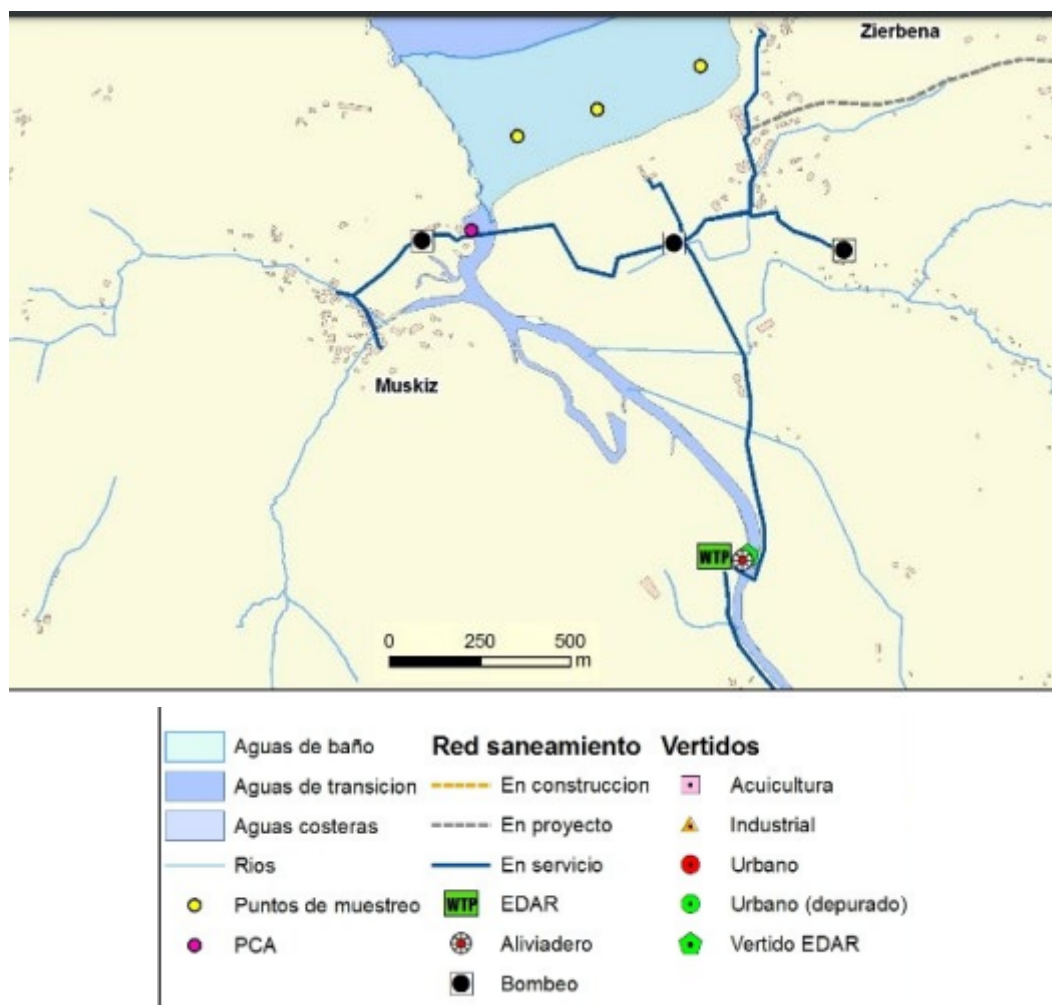 Zierbena
Muskiz
WTP
0 250 500
m
Aguas de baño
Aguas de transicion
Aguas costeras
Rios
Puntos de muestreo
PCA
Red saneamiento
En construccion
En proyecto
En servicio
WTP EDAR
Aliviadero
Bombeo
Vertidos
Acuicultura
Industrial
Urbano
Urbano (depurado)
Vertido EDAR